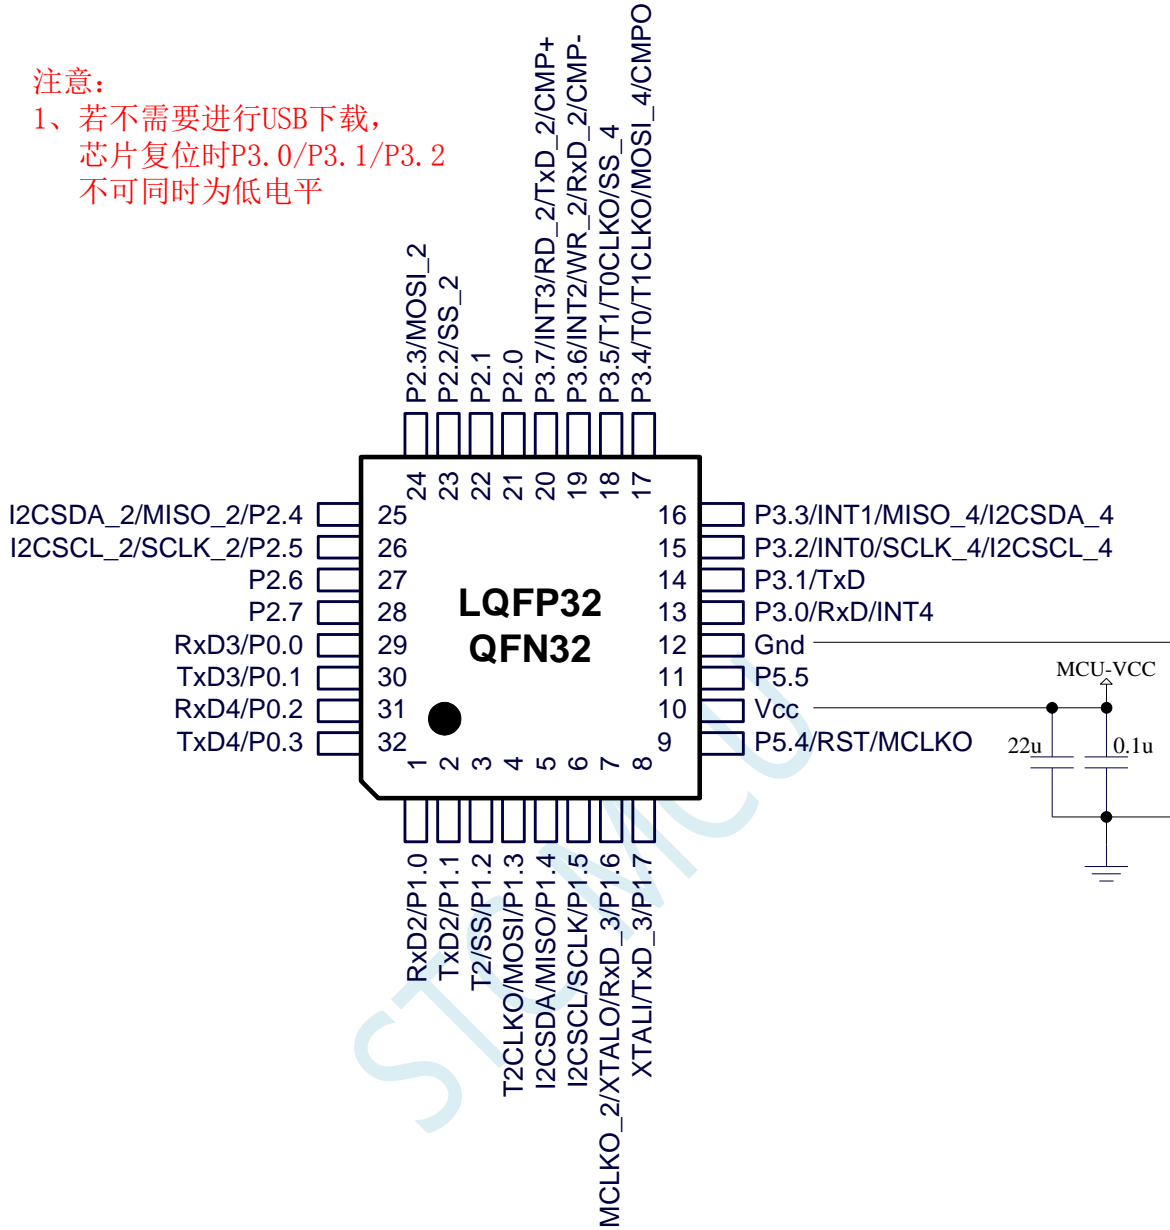 注意：
1、若不需要进行USB下载，
芯片复位时P3.0/P3.1/P3.2
不可同时为低电平
P2.3/MOSI_2
P2.2/SS_2
P2.1
P2.0
P3.7/INT3/RD_2/TxD_2/CMP+
P3.6/INT2/WR_2/RxD_2/CMP-
P3.5/T1/T0CLKO/SS_4
P3.4/T0/T1CLKO/MOSI_4/CMPO
24
23
22
21
20
19
18
17
I2CSDA_2/MISO_2/P2.4
25
I2CSCL_2/SCLK_2/P2.5
26
P2.6
27
P2.7
28
RxD3/P0.0
29
TxD3/P0.1
30
RxD4/P0.2
31
TxD4/P0.3
32
LQFP32
QFN32
16
P3.3/INT1/MISO_4/I2CSDA_4
15
P3.2/INT0/SCLK_4/I2CSCL_4
14
P3.1/TxD
13
P3.0/RxD/INT4
12
Gnd
11
P5.5
10
Vcc
9
P5.4/RST/MCLKO
MCU-VCC
22u
0.1u
1
2
3
4
5
6
7
8
RxD2/P1.0
TxD2/P1.1
T2/SS/P1.2
T2CLKO/MOSI/P1.3
I2CSDA/MISO/P1.4
I2CSCL/SCLK/P1.5
MCLKO_2/XTALO/RxD_3/P1.6
XTALI/TxD_3/P1.7
STC MCU